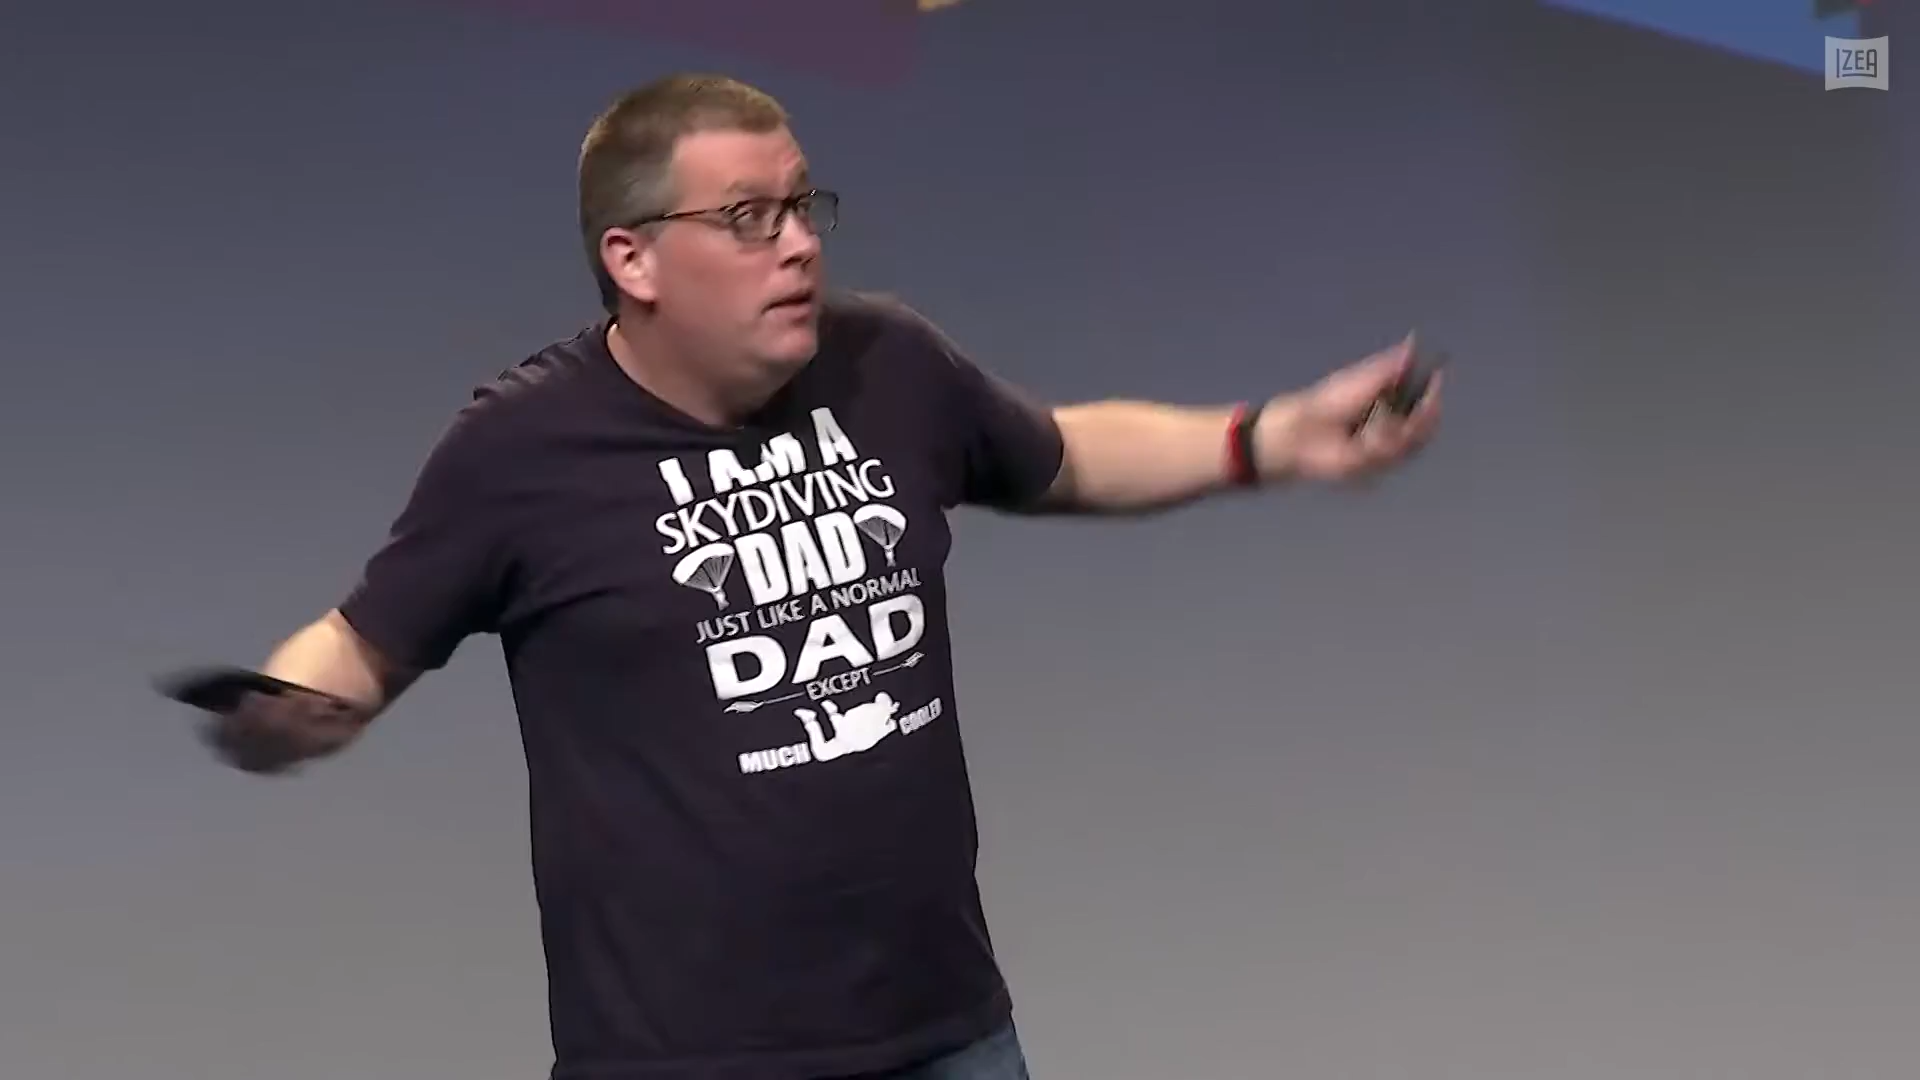 IZEA
I AM A
SKYDIVING
DAD
JUST LIKE A NORMAL
DAD
EXCEPT
MUCH COOLER